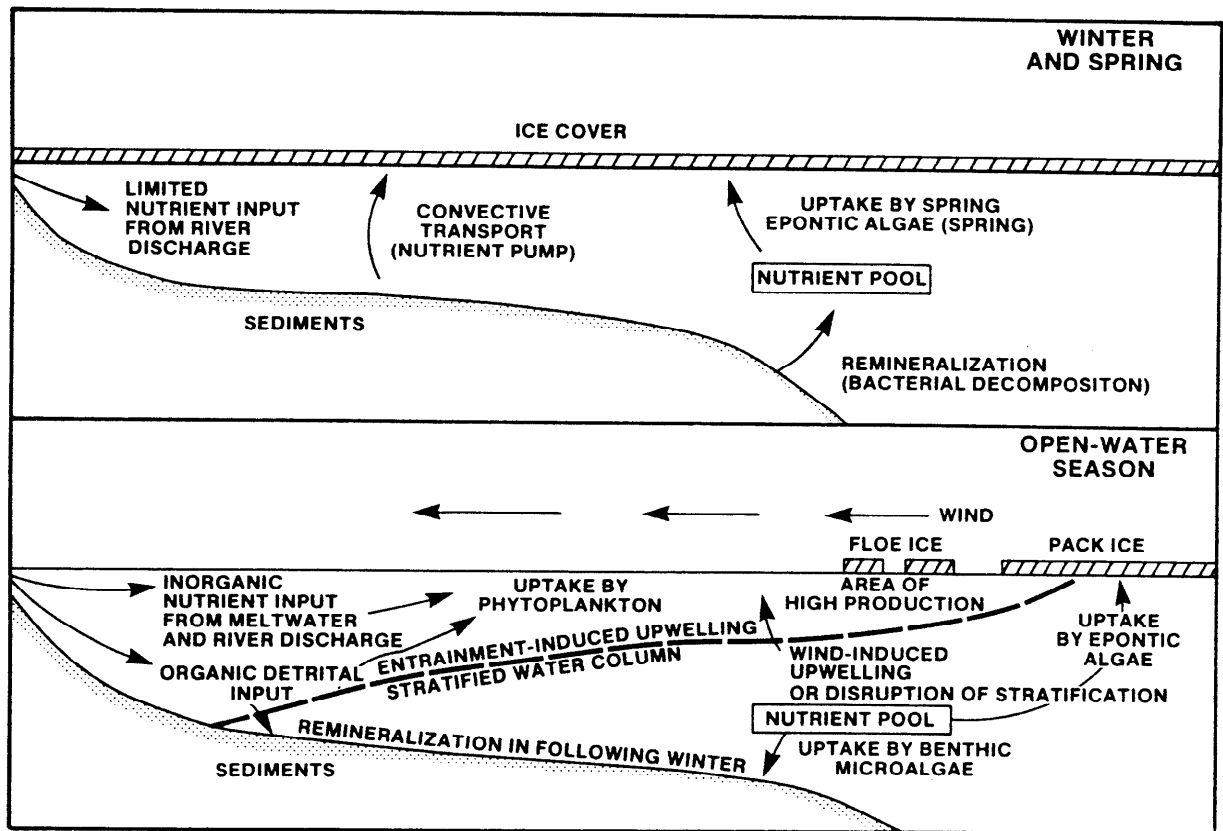 WINTER
AND SPRING
ICE COVER
LIMITED
NUTRIENT INPUT
FROM RIVER
DISCHARGE
CONVECTIVE
TRANSPORT
(NUTRIENT PUMP)
UPTAKE BY SPRING
EPONTIC ALGAE (SPRING)
NUTRIENT POOL
SEDIMENTS
REMINERALIZATION
(BACTERIAL DECOMPOSITON)
OPEN-WATER
SEASON
WIND
FLOE ICE
PACK ICE
INORGANIC
NUTRIENT INPUT
FROM MELTWATER
AND RIVER DISCHARGE
UPTAKE BY
PHYTOPLANKTON
AREA OF
HIGH PRODUCTION
UPTAKE
BY EPONTIC
ALGAE
ENTRAINMENT-INDUCED UPWELLING
STRATIFIED WATER COLUMN
WIND-INDUCED
UPWELLING
OR DISRUPTION OF STRATIFICATION
ORGANIC DETRITAL
INPUT
NUTRIENT POOL
REMINERALIZATION IN FOLLOWING WINTER
UPTAKE BY BENTHIC
MICROALGAE
SEDIMENTS